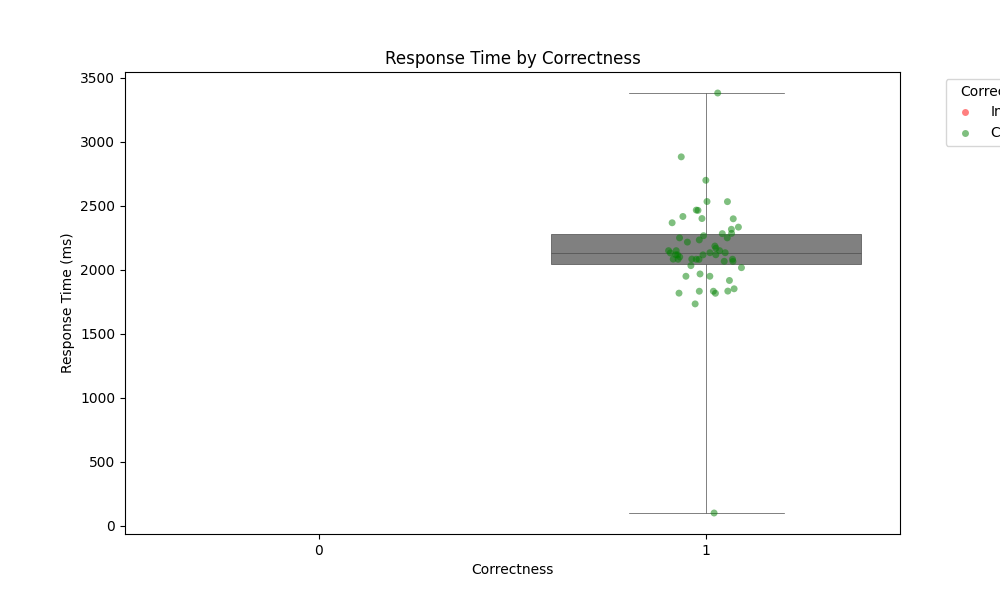 Response Time by Correctness
Response Time (ms)
3500
3000
2500
2000
1500
1000
500
0
0
1
Correctness
Correc
In
C